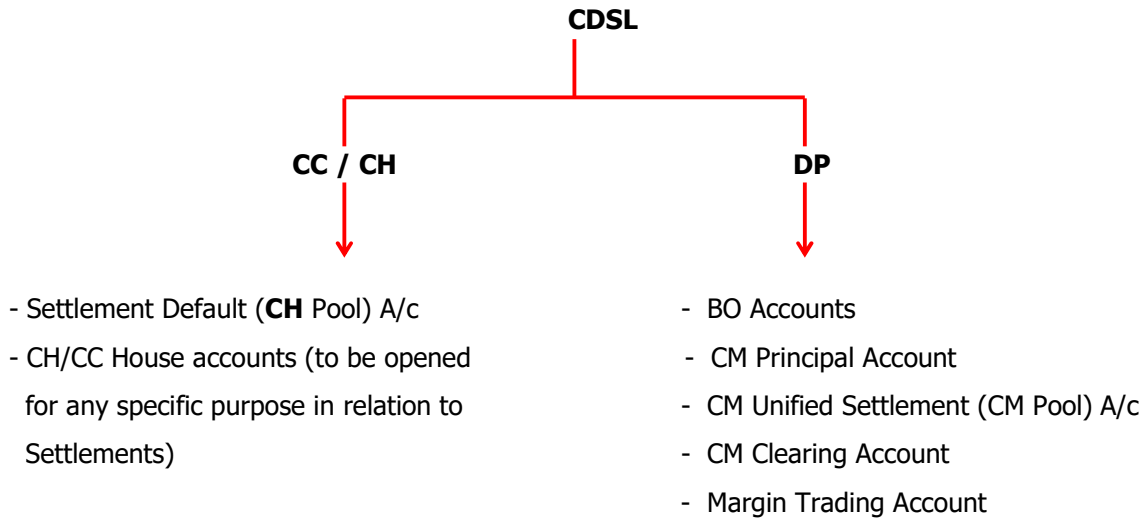 CDSL
CC / CH
DP
- Settlement Default (CH Pool) A/c
- CH/CC House accounts (to be opened
for any specific purpose in relation to
Settlements)
- BO Accounts
- CM Principal Account
- CM Unified Settlement (CM Pool) A/c
- CM Clearing Account
- Margin Trading Account